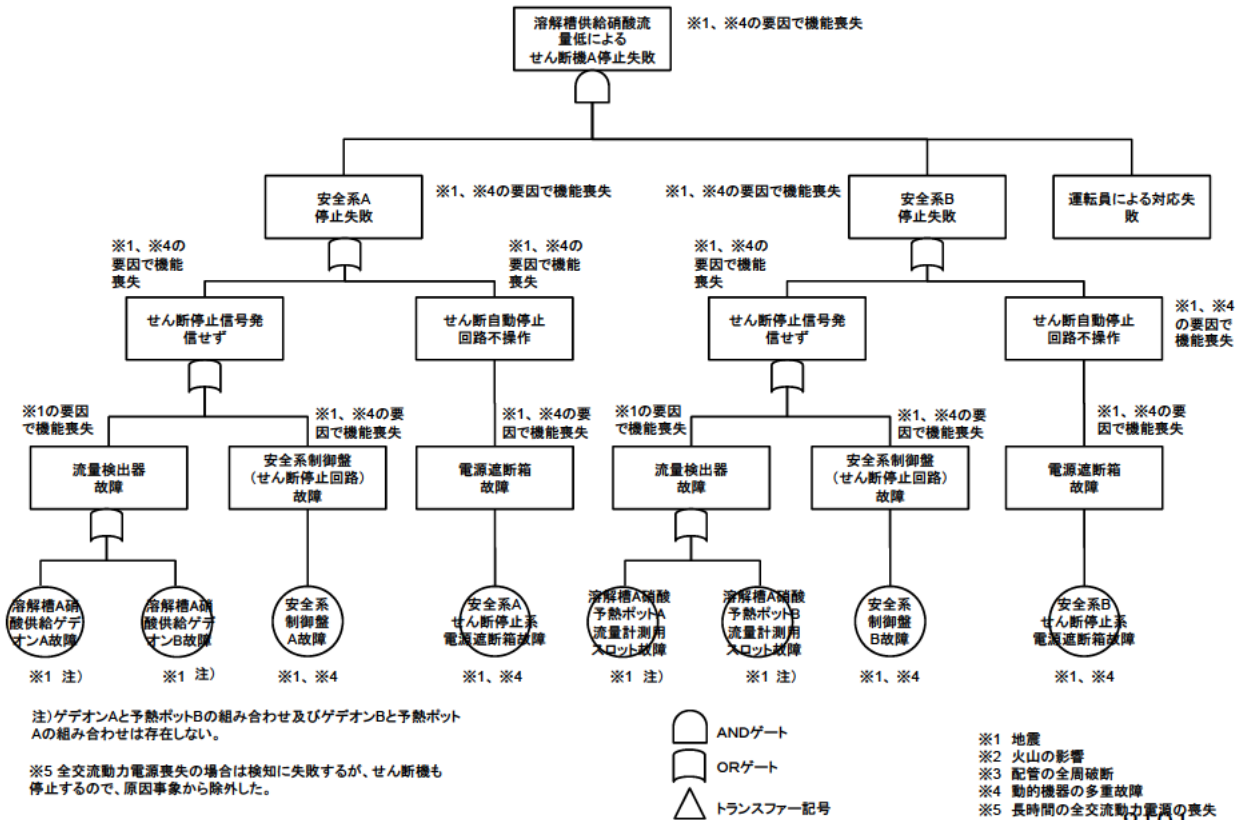 溶解槽供給硝酸流
量低による
せん断機A停止失敗
※1、※4の要因で機能喪失
安全系A
停止失敗
※1、※4の要因で機能喪失
※1、※4の要因で機能喪失
安全系B
停止失敗
運転員による対応失
敗
※1、※4の
要因で機能
喪失
※1、※4の
要因で機能
喪失
※1、※4の
要因で機能
喪失
※1、※4
の要因で
機能喪失
せん断停止信号発
信せず
せん断自動停止
回路不操作
せん断停止信号発
信せず
せん断自動停止
回路不操作
※1の要因
で機能喪失
※1、※4の要
因で機能喪失
※1、※4の要
因で機能喪失
※1の要因
で機能喪失
※1、※4の要
因で機能喪失
※1、※4の要
因で機能喪失
流量検出器
故障
安全系制御盤
(せん断停止回路)
故障
電源遮断箱
故障
流量検出器
故障
安全系制御盤
(せん断停止回路)
故障
電源遮断箱
故障
溶解槽A硝
酸供給ゲデ
オンA故障
溶解槽A硝
酸供給ゲデ
オンB故障
安全系
制御盤
A故障
安全系A
せん断停止系
電源遮断箱故障
溶解槽A硝酸
予熱ポットA
流量計測用
スロット故障
溶解槽A硝酸
予熱ポットB
流量計測用
スロット故障
安全系
制御盤
B故障
安全系B
せん断停止系
電源遮断箱故障
※1 注)
※1 注)
※1、※4
※1、※4
※1 注)
※1 注)
※1、※4
※1、※4
注)ゲデオンAと予熱ポットBの組み合わせ及びゲデオンBと予熱ポット
Aの組み合わせは存在しない。
※5 全交流動力電源喪失の場合は検知に失敗するが、せん断機も
停止するので、原因事象から除外した。
ANDゲート
ORゲート
トランスファー記号
※1 地震
※2 火山の影響
※3 配管の全周破断
※4 動的機器の多重故障
※5 長時間の全交流動力電源の喪失